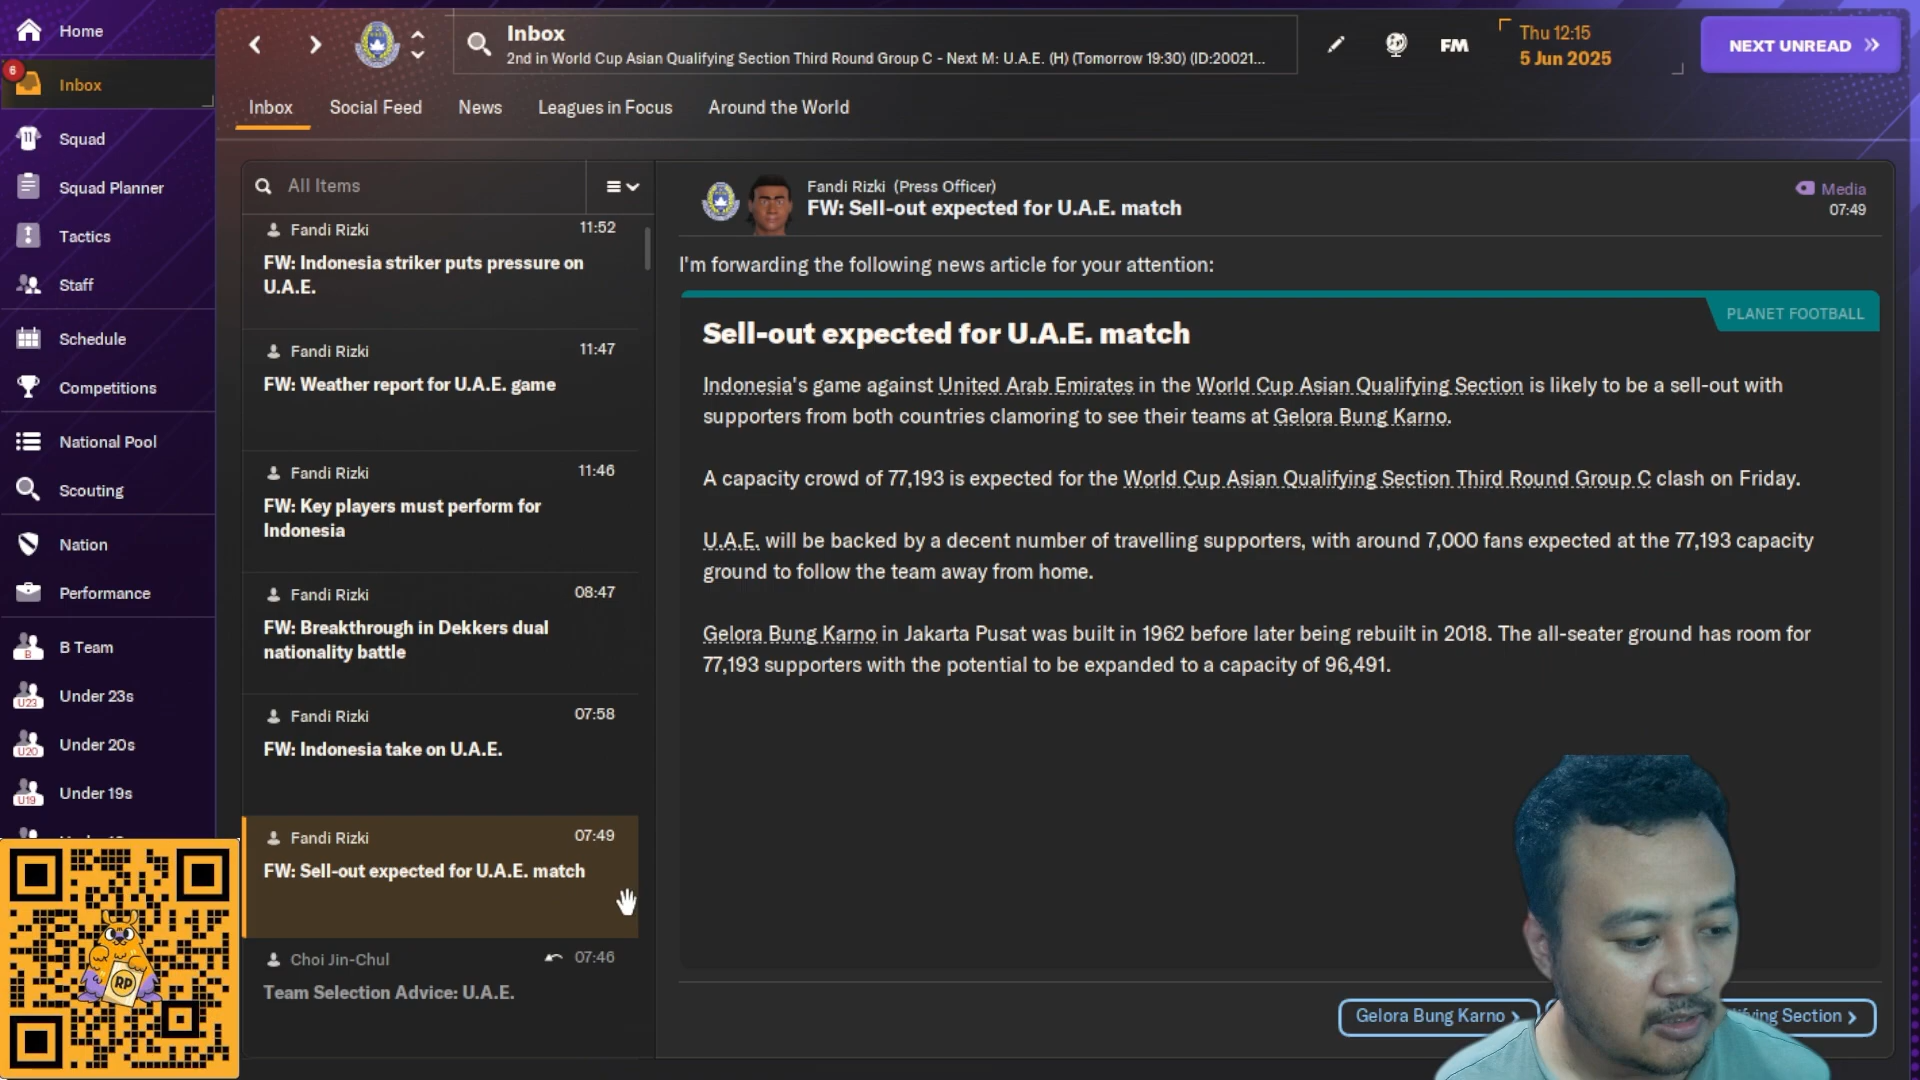 Home
6
Inbox
Squad
Squad Planner
Tactics
Staff
Schedule
Competitions
National Pool
Scouting
Nation
Performance
B
B Team
U23
Under 23s
U20
Under 20s
U19
Under 19s
RP
Inbox
2nd in World Cup Asian Qualifying Section Third Round Group C - Next M: U.A.E. (H) (Tomorrow 19:30) (ID:20021...
FM
Thu 12:15
5 Jun 2025
NEXT UNREAD
Inbox
Social Feed
News
Leagues in Focus
Around the World
All Items
Fandi Rizki 11:52
FW: Indonesia striker puts pressure on
U.A.E.
Fandi Rizki 11:47
FW: Weather report for U.A.E. game
Fandi Rizki 11:46
FW: Key players must perform for
Indonesia
Fandi Rizki 08:47
FW: Breakthrough in Dekkers dual
nationality battle
Fandi Rizki 07:58
FW: Indonesia take on U.A.E.
Fandi Rizki 07:49
FW: Sell-out expected for U.A.E. match
Choi Jin-Chul 07:46
Team Selection Advice: U.A.E.
Fandi Rizki (Press Officer)
FW: Sell-out expected for U.A.E. match
Media
07:49
I'm forwarding the following news article for your attention:
PLANET FOOTBALL
Sell-out expected for U.A.E. match
Indonesia's game against United Arab Emirates in the World Cup Asian Qualifying Section is likely to be a sell-out with
supporters from both countries clamoring to see their teams at Gelora Bung Karno.
A capacity crowd of 77,193 is expected for the World Cup Asian Qualifying Section Third Round Group C clash on Friday.
U.A.E. will be backed by a decent number of travelling supporters, with around 7,000 fans expected at the 77,193 capacity
ground to follow the team away from home.
Gelora Bung Karno in Jakarta Pusat was built in 1962 before later being rebuilt in 2018. The all-seater ground has room for
77,193 supporters with the potential to be expanded to a capacity of 96,491.
Gelora Bung Karno
Section